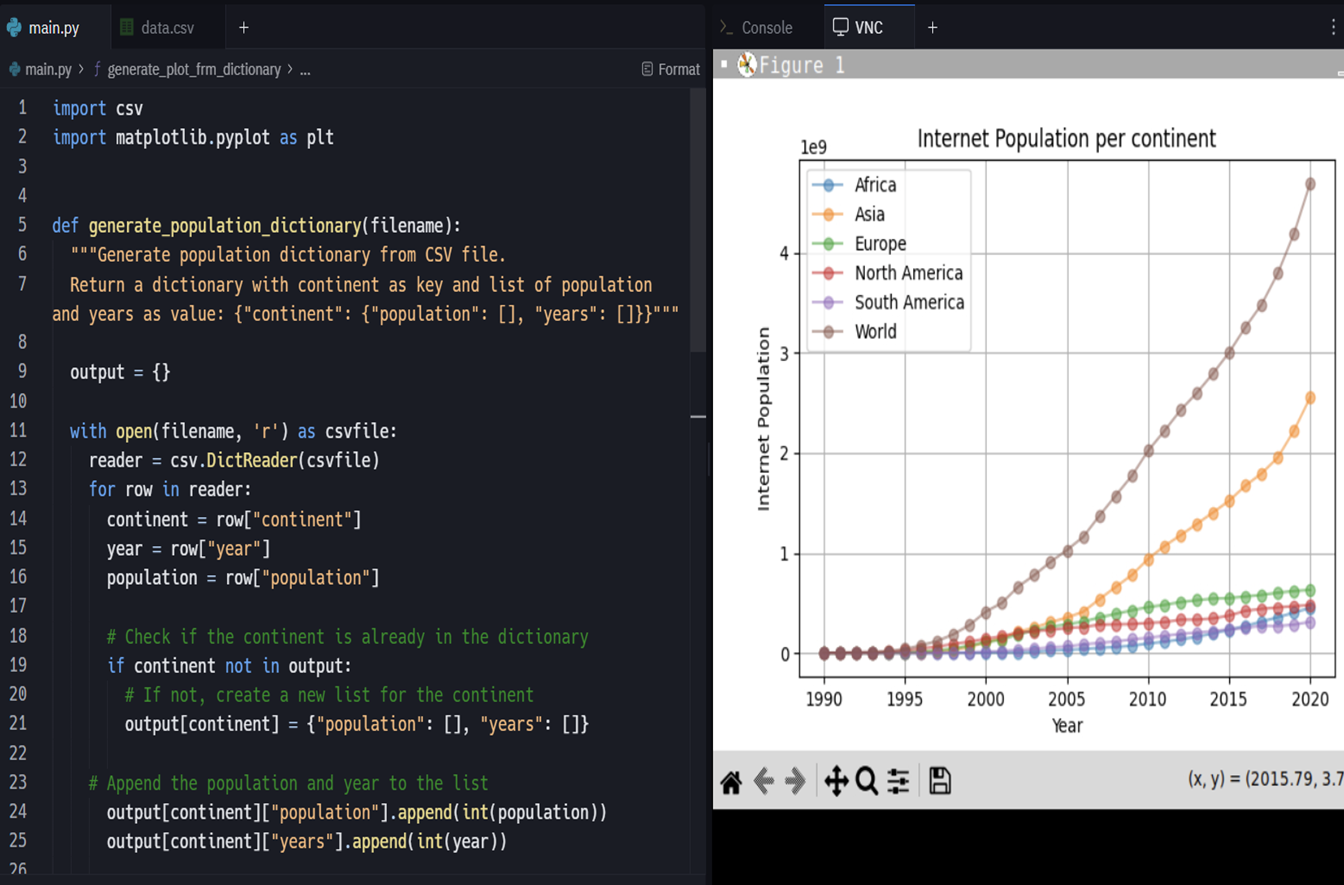 main.py
data.csv
+
main.py > f generate_plot_frm_dictionary > ...
Format
1 import csv
2 import matplotlib.pyplot as plt
3
4
5 def generate_population_dictionary(filename):
6 """Generate population dictionary from CSV file.
7 Return a dictionary with continent as key and list of population
and years as value: {"continent": {"population": [], "years": []}}"""
8
9 output = {}
10
11 with open(filename, 'r') as csvfile:
12 reader = csv.DictReader(csvfile)
13 for row in reader:
14 continent = row["continent"]
15 year = row["year"]
16 population = row["population"]
17
18 # Check if the continent is already in the dictionary
19 if continent not in output:
20 # If not, create a new list for the continent
21 output[continent] = {"population": [], "years": []}
22
23 # Append the population and year to the list
24 output[continent]["population"].append(int(population))
25 output[continent]["years"].append(int(year))
26
Console
VNC
+
Figure 1
Internet Population per continent
1e9
Africa
Asia
Europe
North America
South America
World
Internet Population
4
3
2
1
0
1990 1995 2000 2005 2010 2015 2020
Year
(x, y) = (2015.79, 3.7